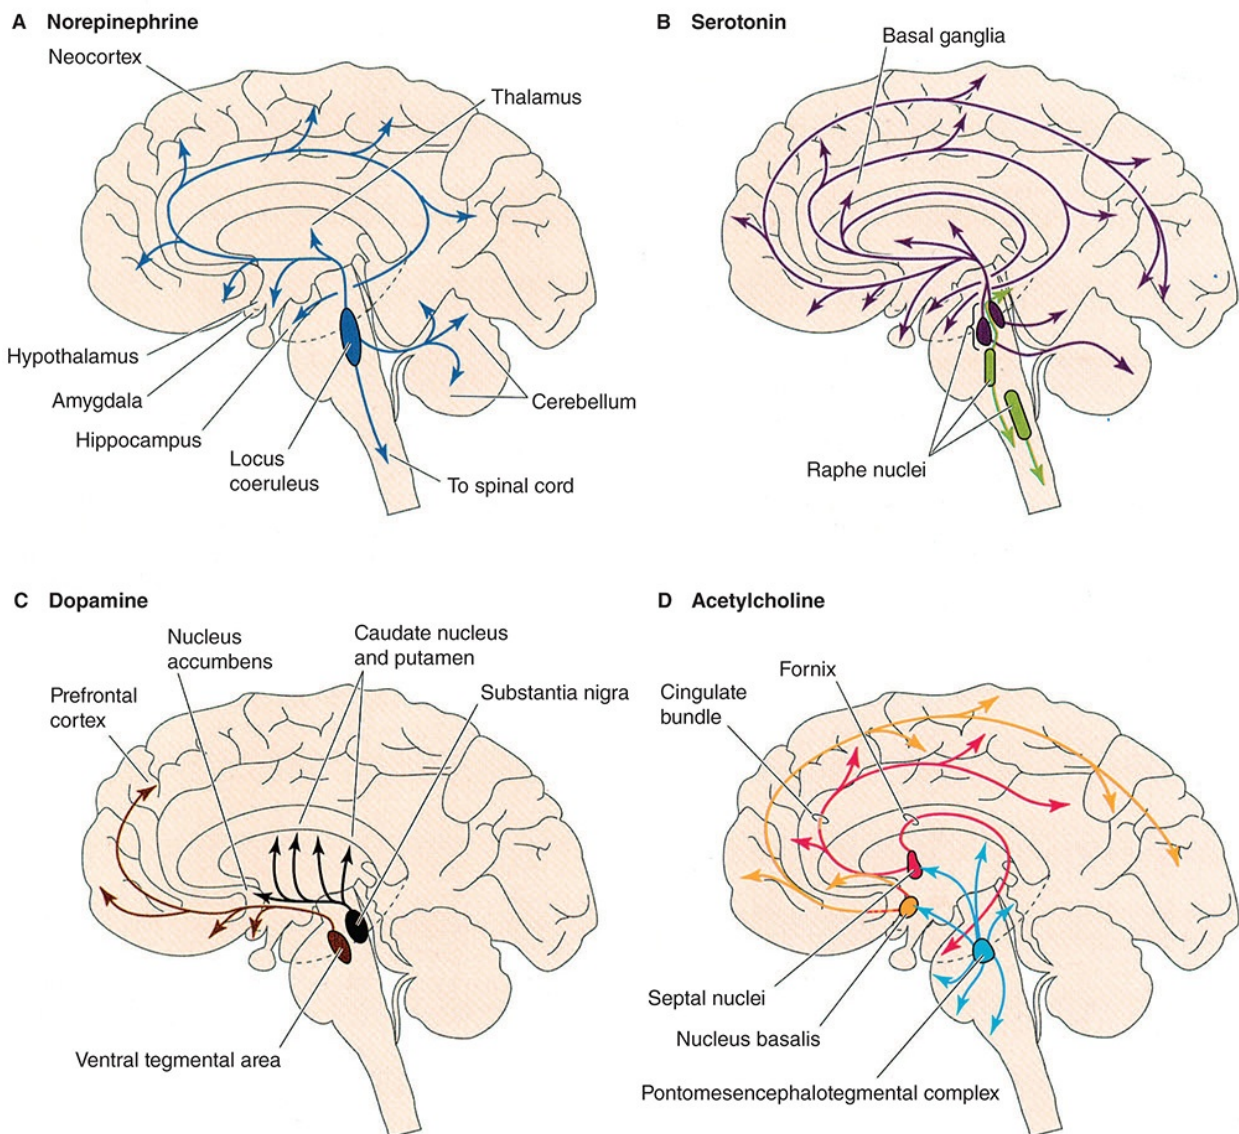 A Norepinephrine
Neocortex
Thalamus
Hypothalamus
Amygdala
Hippocampus
Locus
coeruleus
Cerebellum
To spinal cord
B Serotonin
Basal ganglia
Raphe nuclei
C Dopamine
Nucleus
accumbens
Caudate nucleus
and putamen
Prefrontal
cortex
Substantia nigra
Ventral tegmental area
D Acetylcholine
Fornix
Cingulate
bundle
Septal nuclei
Nucleus basalis
Pontomesencephalotegmental complex